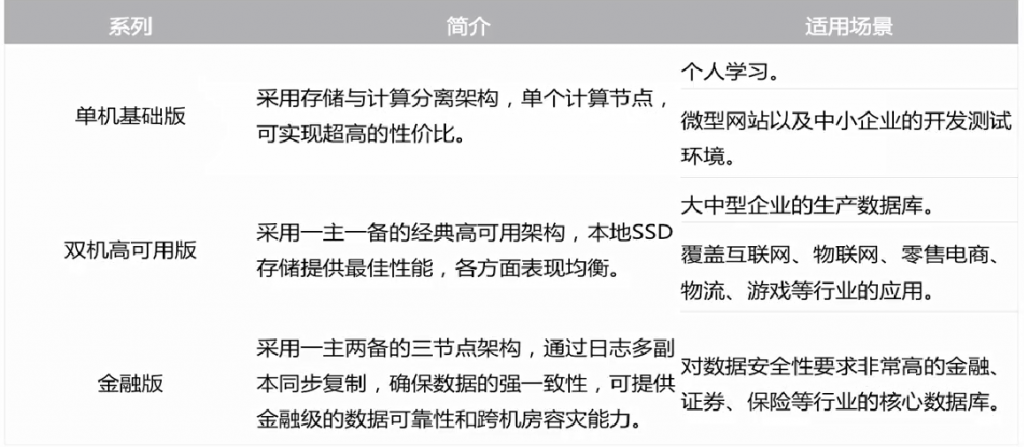 系列 简介 适用场景
单机基础版
采用存储与计算分离架构，单个计算节点，
可实现超高的性价比。
个人学习。
微型网站以及中小企业的开发测试
环境。
双机高可用版
采用一主一备的经典高可用架构，本地SSD
存储提供最佳性能，各方面表现均衡。
大中型企业的生产数据库。
覆盖互联网、物联网、零售电商、
物流、游戏等行业的应用。
金融版
采用一主两备的三节点架构，通过日志多副
本同步复制，确保数据的强一致性，可提供
金融级的数据可靠性和跨机房容灾能力。
对数据安全性要求非常高的金融、
证券、保险等行业的核心数据库。